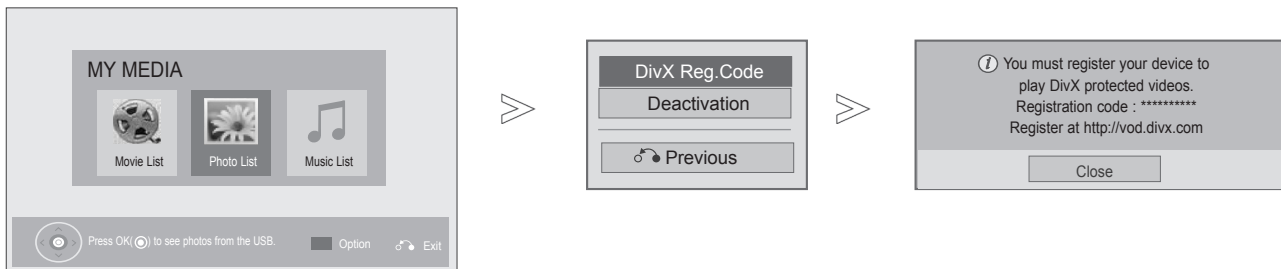 MY MEDIA
Movie List
Photo List
Music List
Press OK(◉) to see photos from the USB.
Option
Exit
DivX Reg.Code
Deactivation
Previous
You must register your device to
play DivX protected videos.
Registration code : **********
Register at http://vod.divx.com
Close